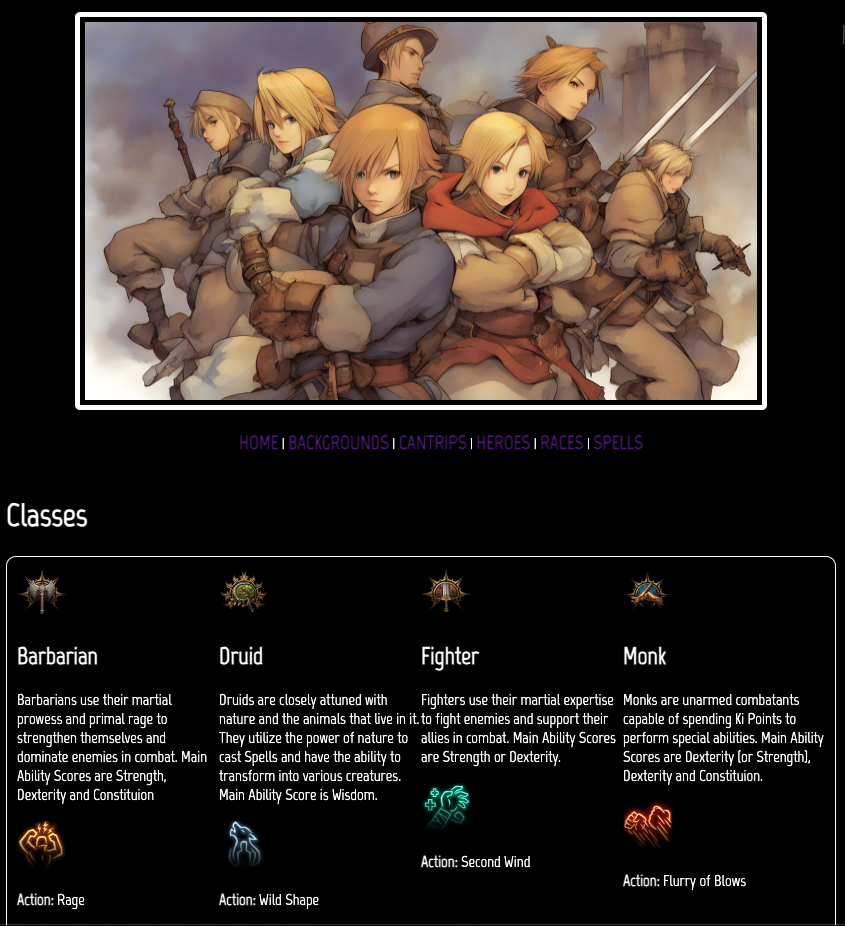 HOME | BACKGROUNDS | CANTRIPS | HEROES | RACES | SPELLS
Classes
Barbarian
Barbarians use their martial
prowess and primal rage to
strengthen themselves and
dominate enemies in combat. Main
Ability Scores are Strength,
Dexterity and Constituion
Action: Rage
Druid
Druids are closely attuned with
nature and the animals that live in it.
They utilize the power of nature to
cast Spells and have the ability to
transform into various creatures.
Main Ability Score is Wisdom.
Action: Wild Shape
Fighter
Fighters use their martial expertise
to fight enemies and support their
allies in combat. Main Ability Scores
are Strength or Dexterity.
Action: Second Wind
Monk
Monks are unarmed combatants
capable of spending Ki Points to
perform special abilities. Main Ability
Scores are Dexterity (or Strength),
Dexterity and Constituion.
Action: Flurry of Blows